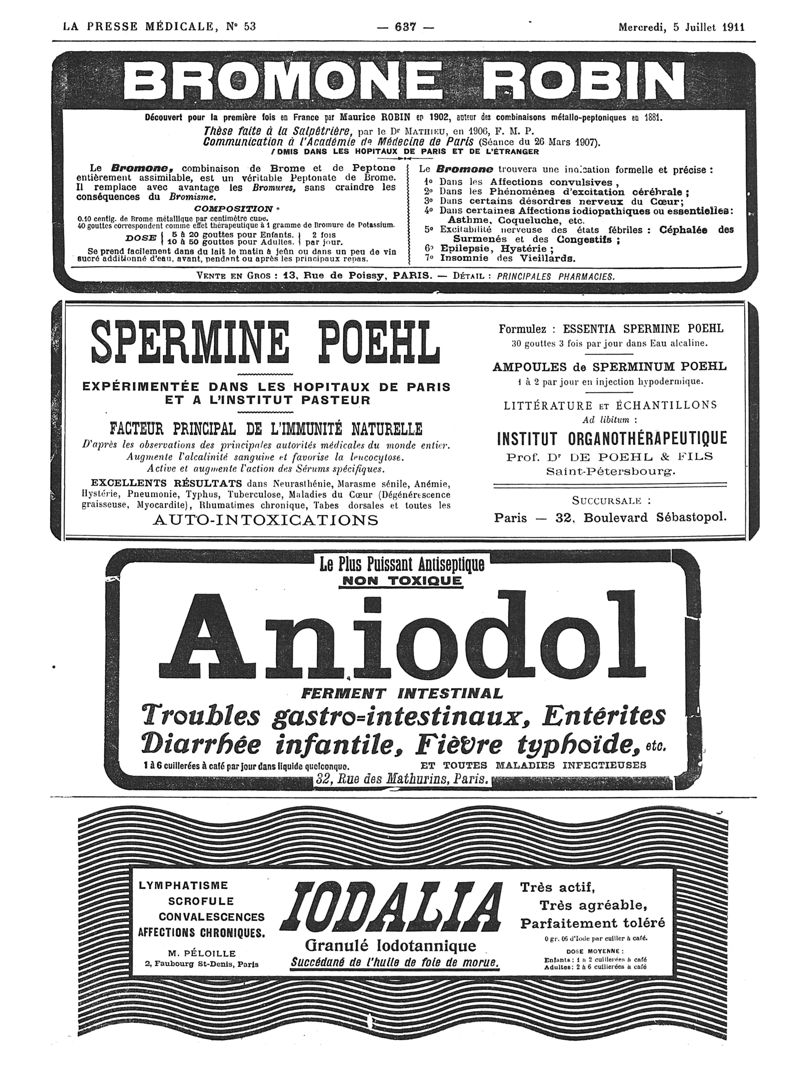 LA PRESSE MÉDICALE, N° 53
— 637 —
Mercredi, 5 Juillet 1911
BROMONE ROBIN
Découvert pour la première fois en France par Maurice ROBIN en 1902, auteur des combinaisons métallo-peptoniques en 1881.
Thèse faite à la Salpêtrière, par le Dr MATHIEU, en 1906, F. M. P.
Communication à l'Académie de Médecine de Paris (Séance du 26 Mars 1907).
ADMIS DANS LES HOPITAUX DE PARIS ET DE L'ÉTRANGER
Le Bromone, combinaison de Brome et de Peptone
entièrement assimilable, est un véritable Peptonate de Brome.
Il remplace avec avantage les Bromures, sans craindre les
conséquences du Bromisme.
COMPOSITION
0.10 centig. de Brome métallique par centimètre cube.
40 gouttes correspondent comme effet thérapeutique à 1 gramme de Bromure de Potassium.
DOSE { 5 à 20 gouttes pour Enfants. } 2 fois
10 à 50 gouttes pour Adultes. } par jour.
Se prend facilement dans du lait le matin à jeûn ou dans un peu de vin
sucré additionné d'eau, avant, pendant ou après les principaux repas.
Le Bromone trouvera une indication formelle et précise :
1° Dans les Affections convulsives,
2° Dans les Phénomènes d'excitation cérébrale ;
3° Dans certains désordres nerveux du Cœur;
4° Dans certaines Affections iodiopathiques ou essentielles:
Asthme, Coqueluche, etc.
5° Excitabilité nerveuse des états fébriles : Céphalée des
Surmenés et des Congestifs ;
6° Epilepsie, Hystérie ;
7° Insomnie des Vieillards.
VENTE EN GROS : 13, Rue de Poissy, PARIS. — DÉTAIL : PRINCIPALES PHARMACIES.
SPERMINE POEHL
EXPÉRIMENTÉE DANS LES HOPITAUX DE PARIS
ET A L'INSTITUT PASTEUR
FACTEUR PRINCIPAL DE L'IMMUNITÉ NATURELLE
D'après les observations des principales autorités médicales du monde entier.
Augmente l'alcalinité sanguine et favorise la leucocytose.
Active et augmente l'action des Sérums spécifiques.
EXCELLENTS RÉSULTATS dans Neurasthénie, Marasme sénile, Anémie,
Hystérie, Pneumonie, Typhus, Tuberculose, Maladies du Cœur (Dégénérescence
graisseuse, Myocardite), Rhumatimes chronique, Tabes dorsales et toutes les
AUTO-INTOXICATIONS
Formulez : ESSENTIA SPERMINE POEHL
30 gouttes 3 fois par jour dans Eau alcaline.
AMPOULES de SPERMINUM POEHL
1 à 2 par jour en injection hypodermique.
LITTÉRATURE ET ÉCHANTILLONS
Ad libitum :
INSTITUT ORGANOTHÉRAPEUTIQUE
Prof. Dr DE POEHL & FILS
Saint-Pétersbourg.
SUCCURSALE :
Paris — 32, Boulevard Sébastopol.
Le Plus Puissant Antiseptique
NON TOXIQUE
Aniodol
FERMENT INTESTINAL
Troubles gastro-intestinaux, Entérites
Diarrhée infantile, Fièvre typhoïde, etc.
1 à 6 cuillerées à café par jour dans liquide quelconque.
ET TOUTES MALADIES INFECTIEUSES
32, Rue des Mathurins, Paris.
LYMPHATISME
SCROFULE
CONVALESCENCES
AFFECTIONS CHRONIQUES.
M. PÉLOILLE
2, Faubourg St-Denis, Paris
IODALIA
Granulé Iodotannique
Succédané de l'huile de foie de morue.
Très actif,
Très agréable,
Parfaitement toléré
0 gr. 05 d'Iode par cuiller à café.
DOSE MOYENNE :
Enfants : 1 à 2 cuillerées à café
Adultes: 2 à 6 cuillerées à café